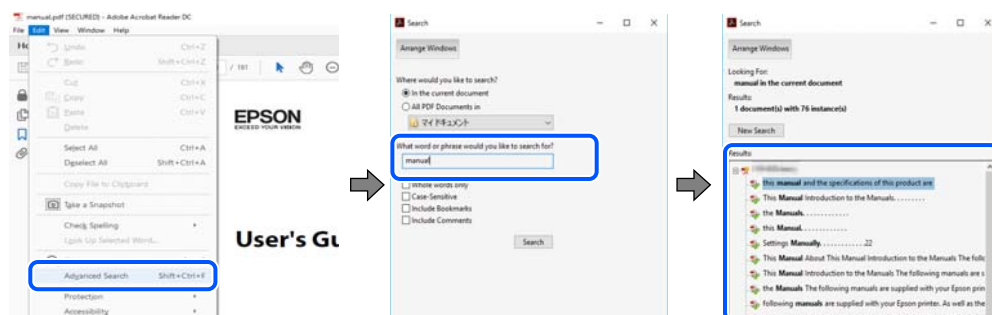 manual.pdf (SECURED) - Adobe Acrobat Reader DC
File Edit View Window Help
Undo Ctrl+Z
Redo Shift+Ctrl+Z
Cut Ctrl+X
Copy Ctrl+C
Paste Ctrl+V
Delete
Select All Ctrl+A
Deselect All Shift+Ctrl+A
Copy File to Clipboard
Take a Snapshot
Check Spelling
Look Up Selected Word...
Advanced Search Shift+Ctrl+F
Protection
Accessibility
/ 181
EPSON
EXCEED YOUR VISION
User's Gu
Search
Arrange Windows
Where would you like to search?
In the current document
All PDF Documents in
マイ ドキュメント
What word or phrase would you like to search for?
manual
Whole words only
Case-Sensitive
Include Bookmarks
Include Comments
Search
Search
Arrange Windows
Looking For:
manual in the current document
Results:
1 document(s) with 76 instance(s)
New Search
Results:
this manual and the specifications of this product are
This Manual Introduction to the Manuals. . . . . . . . .
the Manuals. . . . . . . . . . . .
this Manual. . . . . . . . . . . .
Settings Manually. . . . . . . . . . . . 22
This Manual About This Manual Introduction to the Manuals The follo
This Manual Introduction to the Manuals The following manuals are s
the Manuals The following manuals are supplied with your Epson prin
following manuals are supplied with your Epson printer. As well as the